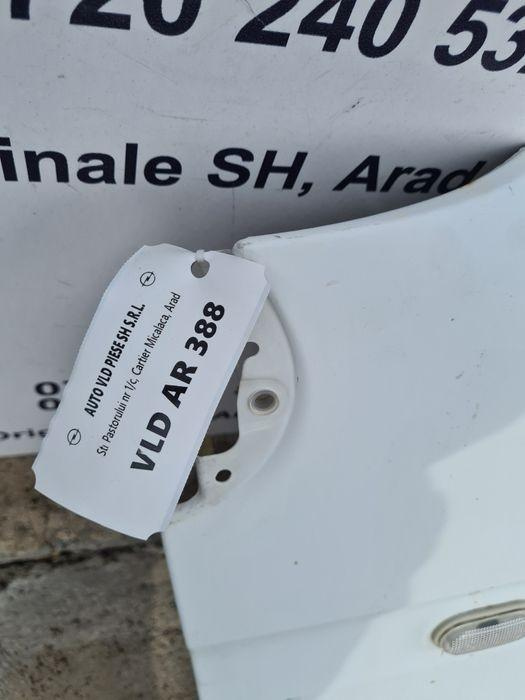 720 240 53
inale SH, Arad
AUTO VLD PIESE SH S.R.L.
Str. Pastorului nr 1/c, Cartier Micalaca, Arad
VLD AR 388